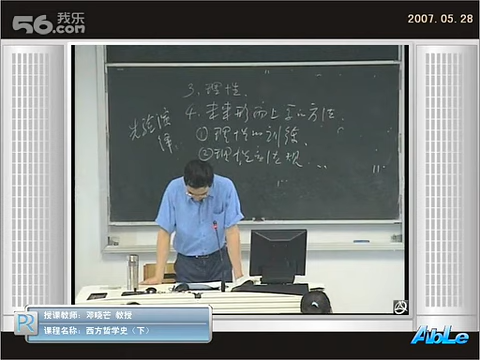 56 我乐 .com
2007.05.28
3.理性
4.未来形而上学的方法
先验演绎
①理性的训练
②理性的法规
授课教师：邓晓芒 教授
课程名称：西方哲学史（下）
AbLe